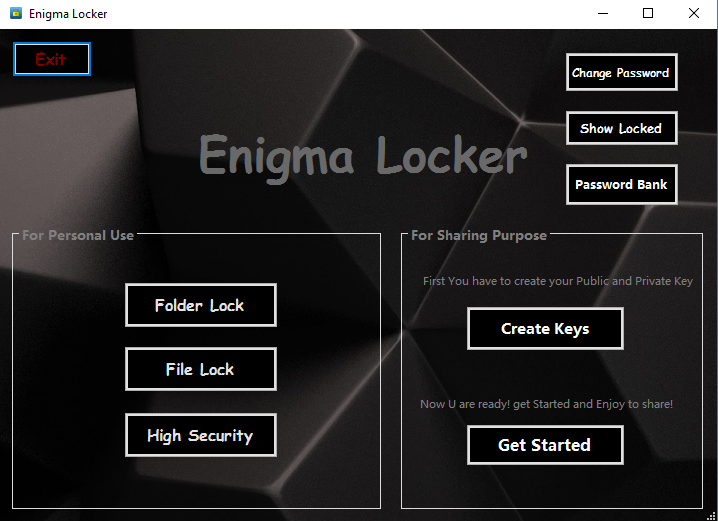 Enigma Locker
Exit
Change Password
Show Locked
Enigma Locker
Password Bank
For Personal Use
Folder Lock
File Lock
High Security
For Sharing Purpose
First You have to create your Public and Private Key
Create Keys
Now U are ready! get Started and Enjoy to share!
Get Started